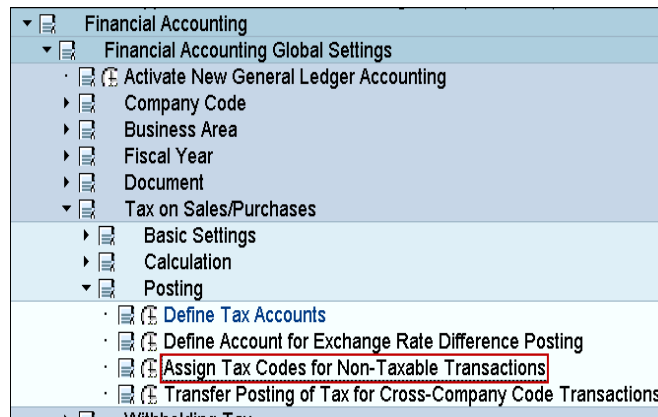 Financial Accounting
Financial Accounting Global Settings
Activate New General Ledger Accounting
Company Code
Business Area
Fiscal Year
Document
Tax on Sales/Purchases
Basic Settings
Calculation
Posting
Define Tax Accounts
Define Account for Exchange Rate Difference Posting
Assign Tax Codes for Non-Taxable Transactions
Transfer Posting of Tax for Cross-Company Code Transactions
Withholding Tax